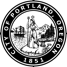 CITY OF PORTLAND, OREGON
1851